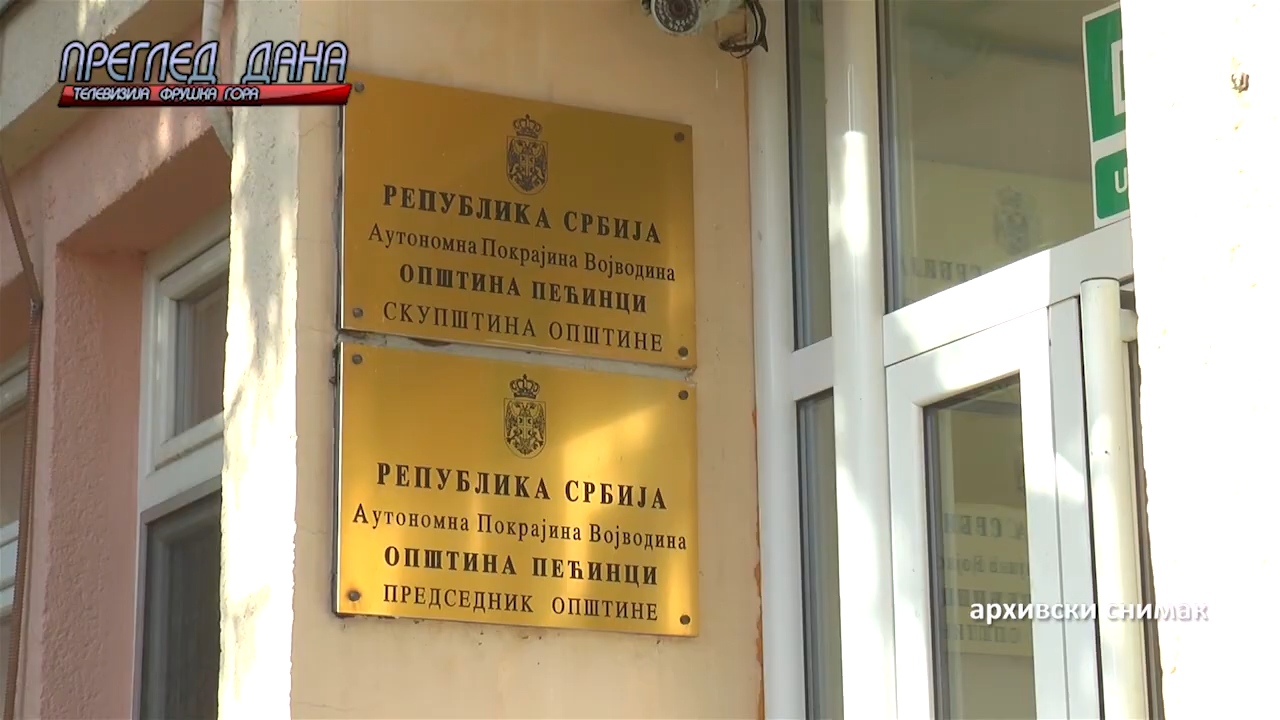 ПРЕГЛЕД ДАНА
ТЕЛЕВИЗИЈА ФРУШКА ГОРА
РЕПУБЛИКА СРБИЈА
Аутономна Покрајина Војводина
ОПШТИНА ПЕЋИНЦИ
СКУПШТИНА ОПШТИНЕ
РЕПУБЛИКА СРБИЈА
Аутономна Покрајина Војводина
ОПШТИНА ПЕЋИНЦИ
ПРЕДСЕДНИК ОПШТИНЕ
архивски снимак